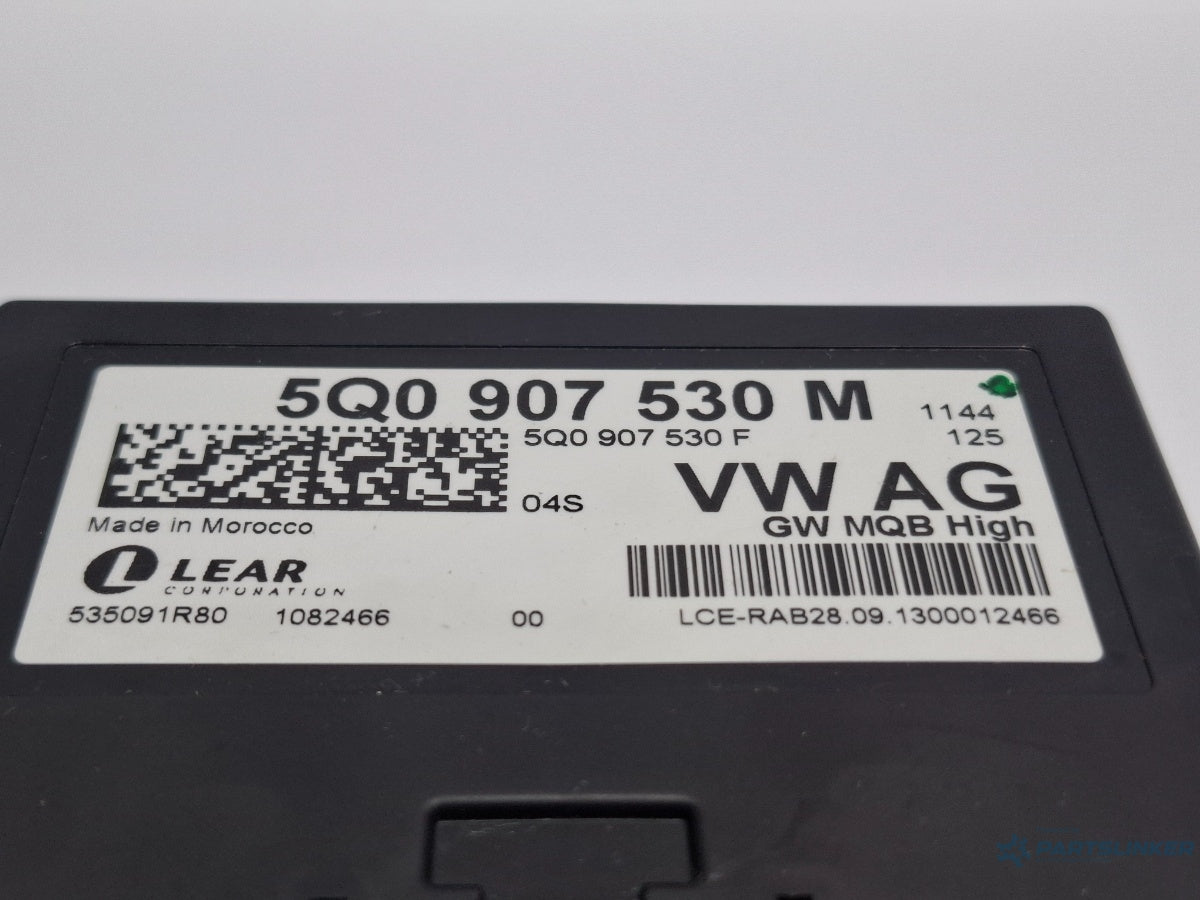 5Q0 907 530 M
1144
5Q0 907 530 F
125
04S
VW AG
Made in Morocco
GW MQB High
LEAR
CORPORATION
535091R80 1082466 00 LCE-RAB28.09.1300012466
PARTSLINKER